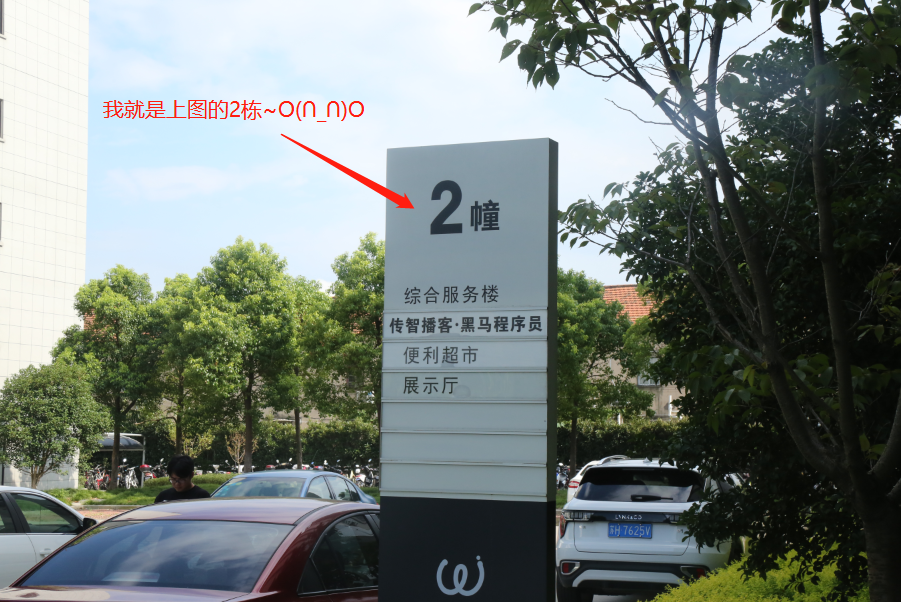 我就是上图的2栋~O(∩_∩)O
2幢
综合服务楼
传智播客·黑马程序员
便利超市
展示厅